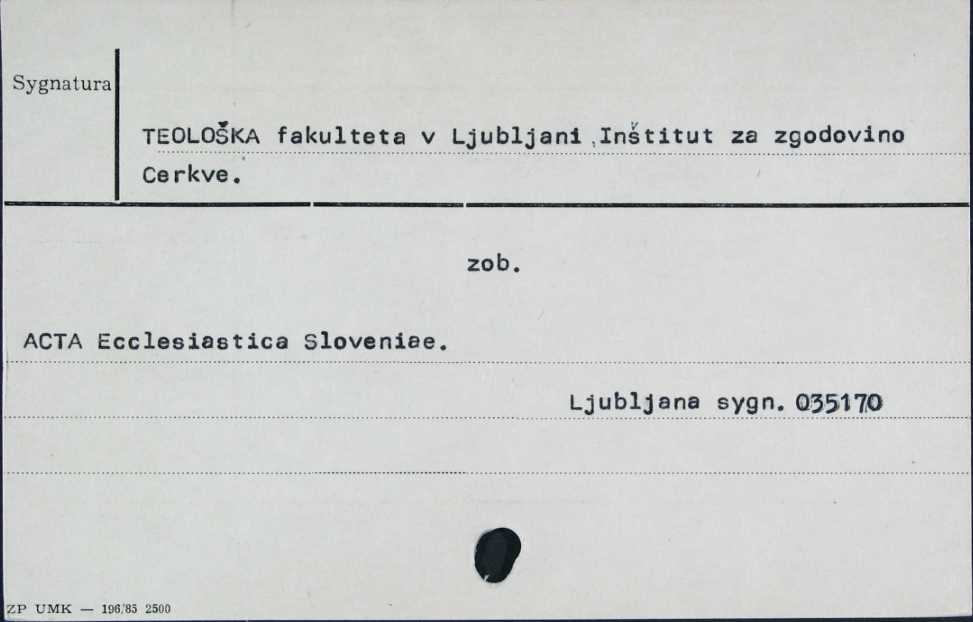 Sygnatura
TEOLOŠKA fakulteta v Ljubljani,Inštitut za zgodovino
Cerkve.
zob.
ACTA Ecclesiastica Sloveniae.
Ljubljana sygn. 035170
ZP UMK — 196/85 2500